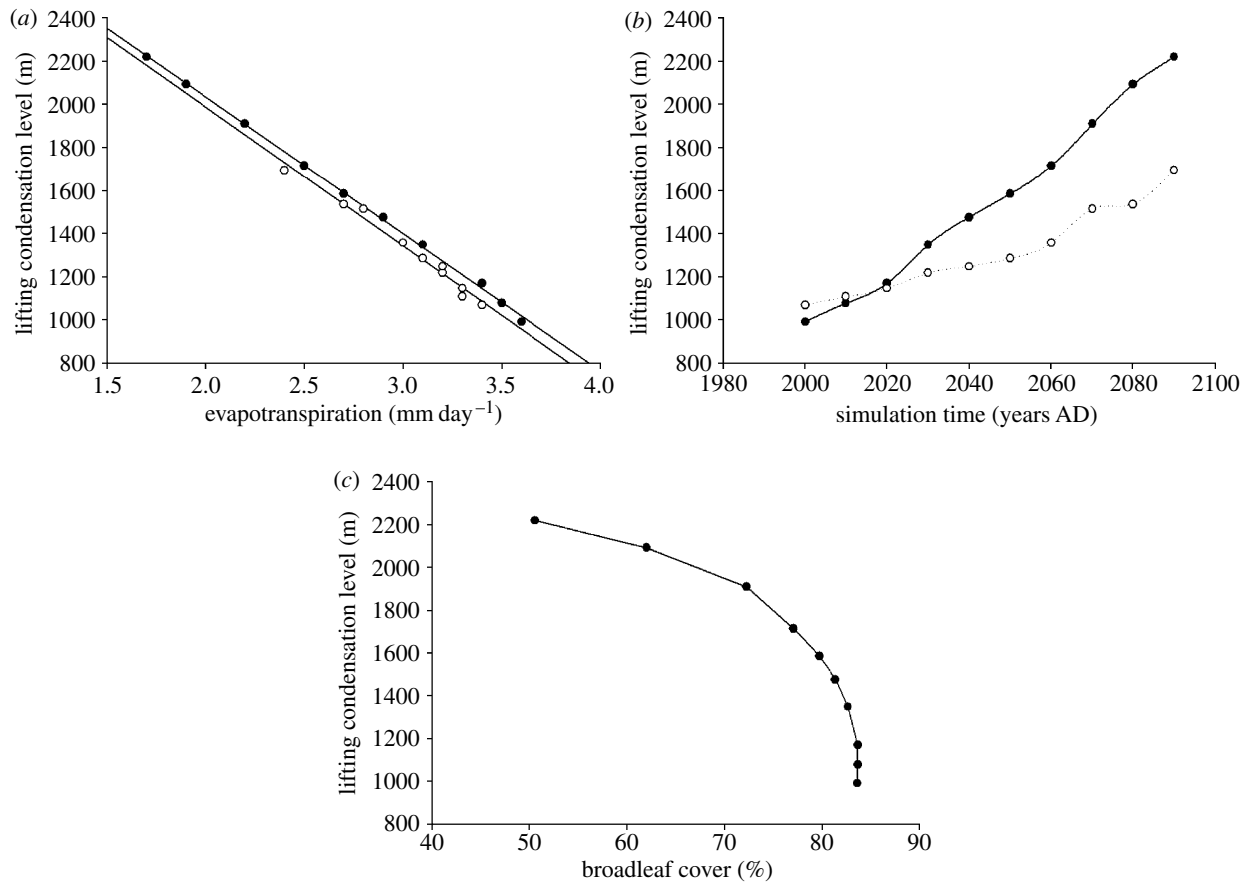 (a)
2400
2200
2000
1800
1600
1400
1200
1000
800
lifting condensation level (m)
1.5 2.0 2.5 3.0 3.5 4.0
evapotranspiration (mm day−1)
(b)
2400
2200
2000
1800
1600
1400
1200
1000
800
lifting condensation level (m)
1980 2000 2020 2040 2060 2080 2100
simulation time (years AD)
(c)
2400
2200
2000
1800
1600
1400
1200
1000
800
lifting condensation level (m)
40 50 60 70 80 90
broadleaf cover (%)